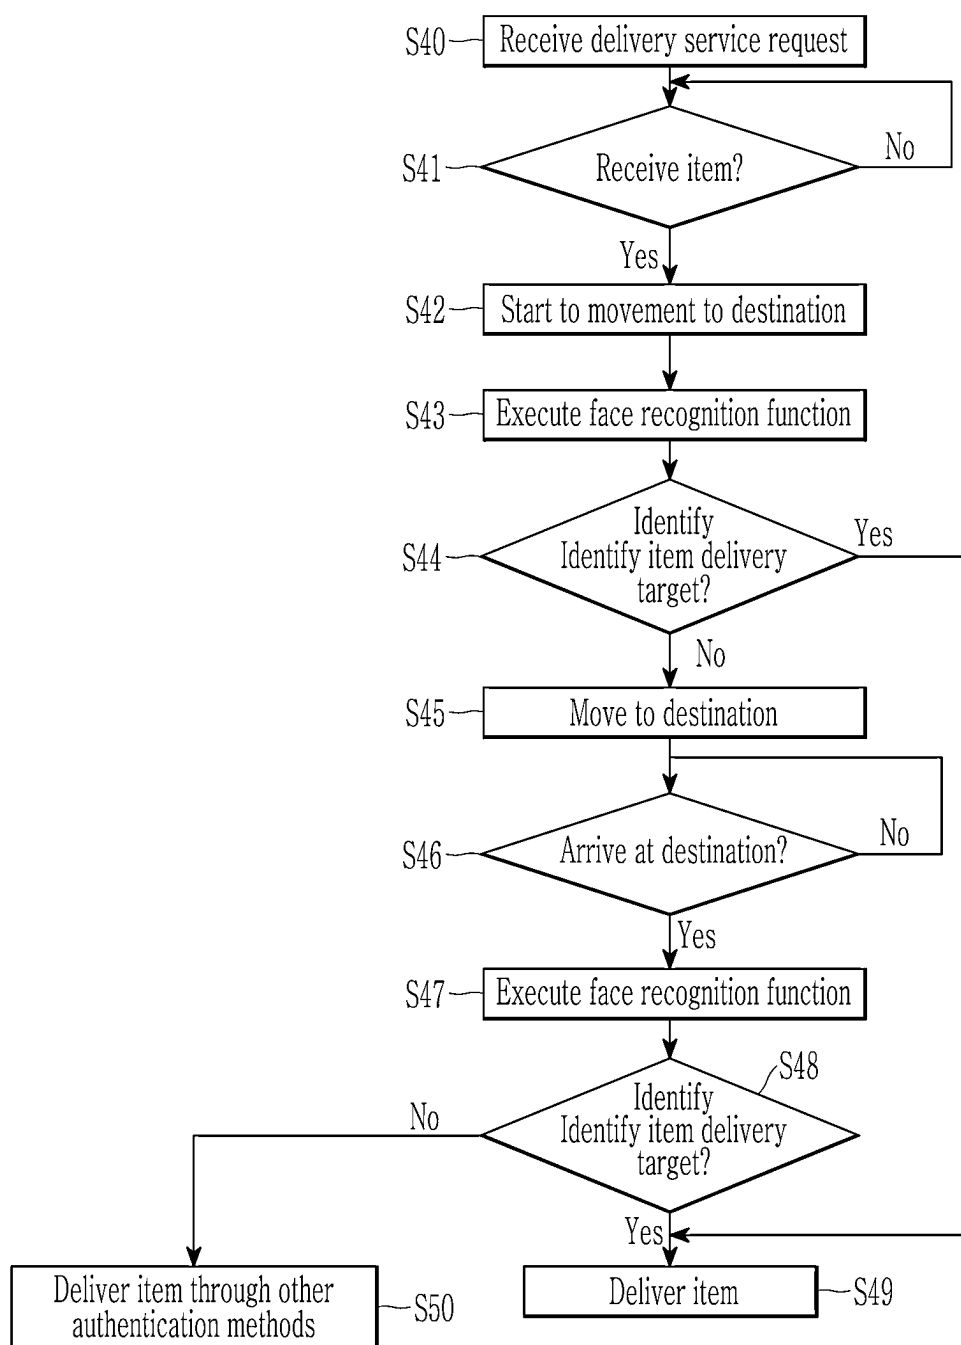 S40
Receive delivery service request
S41
Receive item?
No
Yes
S42
Start to movement to destination
S43
Execute face recognition function
S44
Identify
Identify item delivery
target?
Yes
No
S45
Move to destination
S46
Arrive at destination?
No
Yes
S47
Execute face recognition function
S48
Identify
Identify item delivery
target?
No
Yes
Deliver item through other
authentication methods
S50
Deliver item
S49